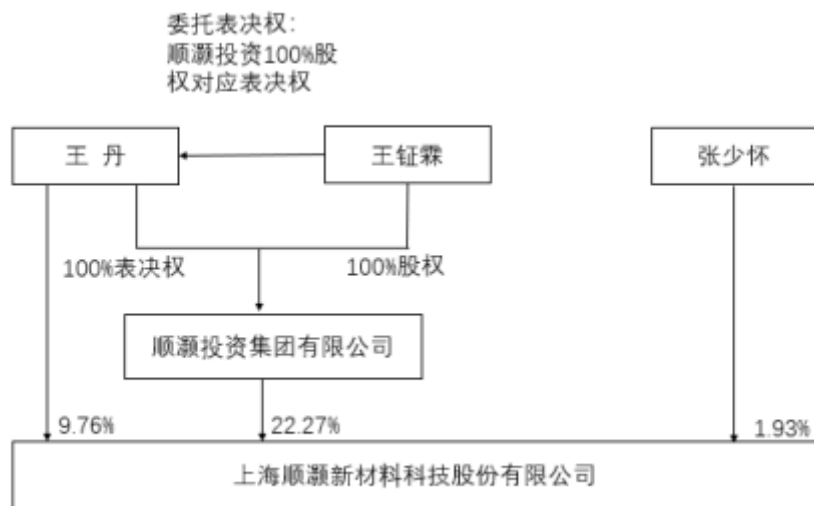 委托表决权：
顺灏投资100%股
权对应表决权
王 丹
王钲霖
张少怀
100%表决权
100%股权
顺灏投资集团有限公司
9.76%
22.27%
1.93%
上海顺灏新材料科技股份有限公司